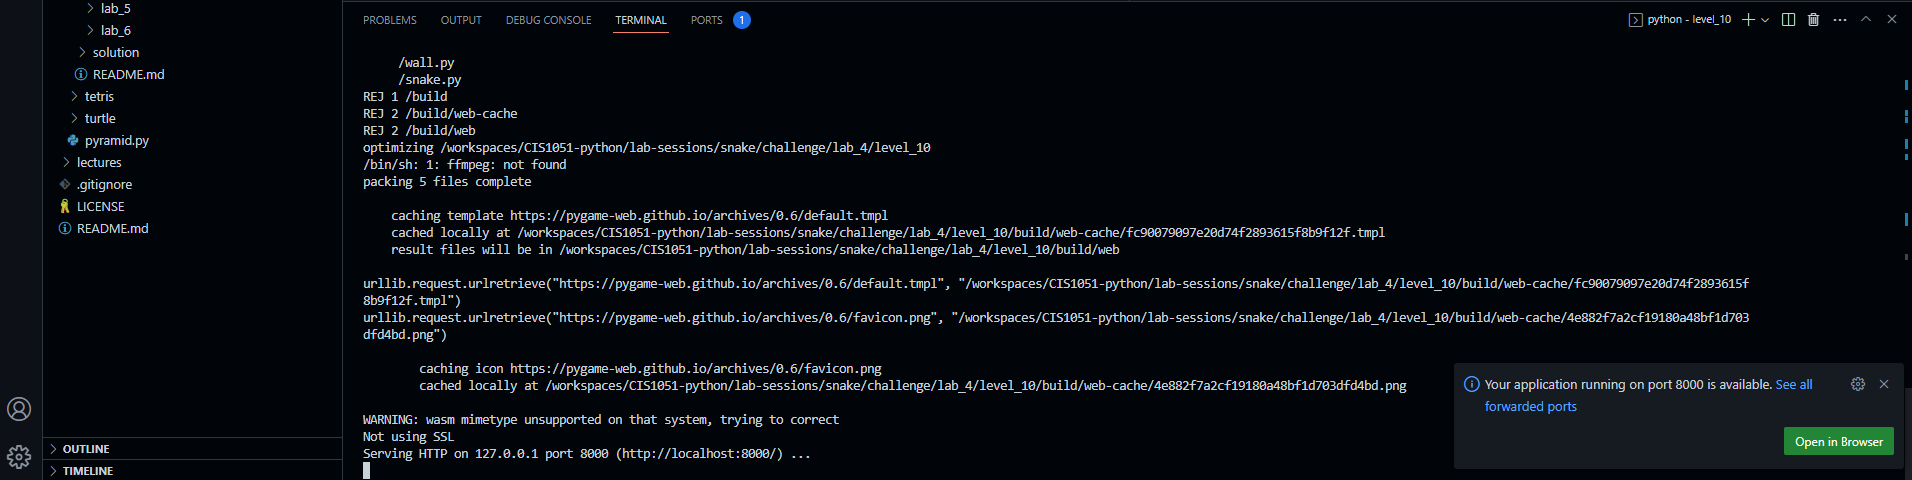 lab_5
lab_6
solution
README.md
tetris
turtle
pyramid.py
lectures
.gitignore
LICENSE
README.md
OUTLINE
TIMELINE
PROBLEMS OUTPUT DEBUG CONSOLE TERMINAL PORTS 1
python - level_10
/wall.py
/snake.py
REJ 1 /build
REJ 2 /build/web-cache
REJ 2 /build/web
optimizing /workspaces/CIS1051-python/lab-sessions/snake/challenge/lab_4/level_10
/bin/sh: 1: ffmpeg: not found
packing 5 files complete
caching template https://pygame-web.github.io/archives/0.6/default.tmpl
cached locally at /workspaces/CIS1051-python/lab-sessions/snake/challenge/lab_4/level_10/build/web-cache/fc90079097e20d74f2893615f8b9f12f.tmpl
result files will be in /workspaces/CIS1051-python/lab-sessions/snake/challenge/lab_4/level_10/build/web
urllib.request.urlretrieve("https://pygame-web.github.io/archives/0.6/default.tmpl", "/workspaces/CIS1051-python/lab-sessions/snake/challenge/lab_4/level_10/build/web-cache/fc90079097e20d74f2893615f
8b9f12f.tmpl")
urllib.request.urlretrieve("https://pygame-web.github.io/archives/0.6/favicon.png", "/workspaces/CIS1051-python/lab-sessions/snake/challenge/lab_4/level_10/build/web-cache/4e882f7a2cf19180a48bf1d703
dfd4bd.png")
caching icon https://pygame-web.github.io/archives/0.6/favicon.png
cached locally at /workspaces/CIS1051-python/lab-sessions/snake/challenge/lab_4/level_10/build/web-cache/4e882f7a2cf19180a48bf1d703dfd4bd.png
WARNING: wasm mimetype unsupported on that system, trying to correct
Not using SSL
Serving HTTP on 127.0.0.1 port 8000 (http://localhost:8000/) ...
Your application running on port 8000 is available. See all
forwarded ports
Open in Browser